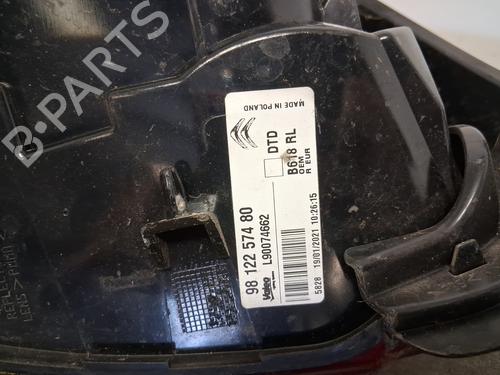 B-PARTS
MADE IN POLAND
DTD
B618 RL
OEM
R EUR
98 122 574 80
L90074662
Valeo
5828 19/01/2021 10:26:15